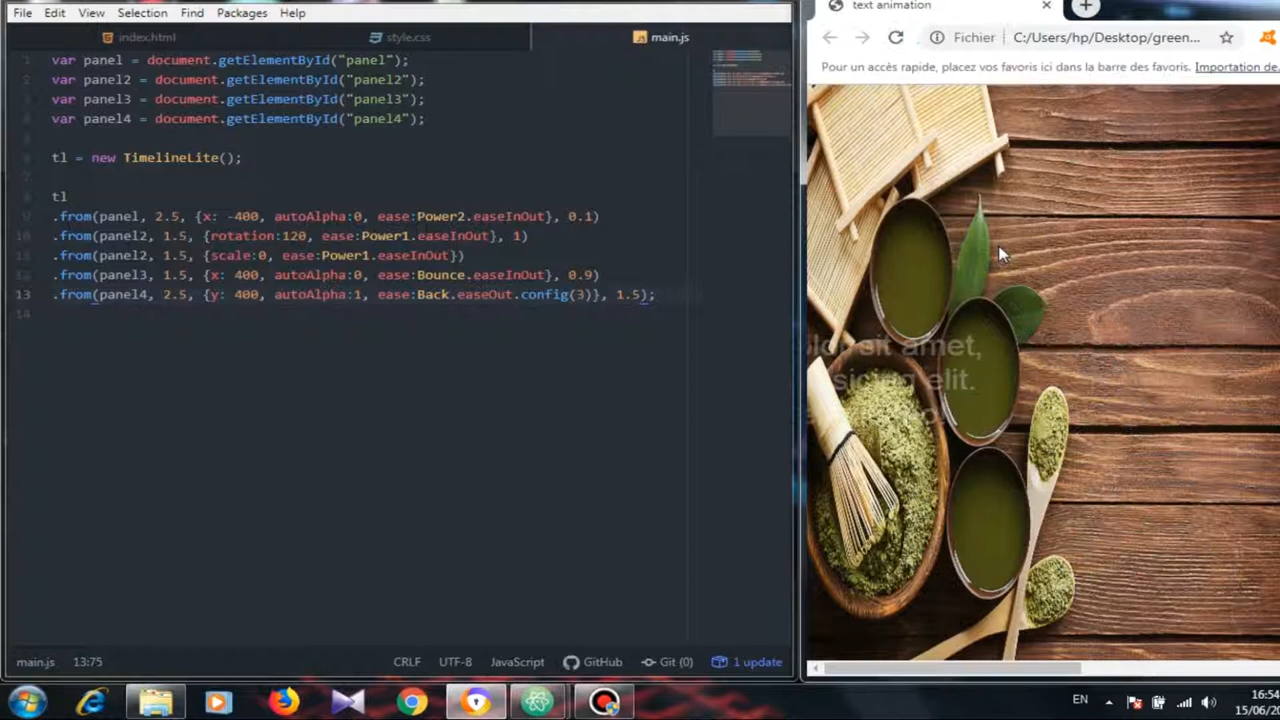 File Edit View Selection Find Packages Help
index.html style.css main.js
var panel = document.getElementById("panel");
var panel2 = document.getElementById("panel2");
var panel3 = document.getElementById("panel3");
var panel4 = document.getElementById("panel4");
tl = new TimelineLite();
tl
.from(panel, 2.5, {x: -400, autoAlpha:0, ease:Power2.easeInOut}, 0.1)
.from(panel2, 1.5, {rotation:120, ease:Power1.easeInOut}, 1)
.from(panel2, 1.5, {scale:0, ease:Power1.easeInOut})
.from(panel3, 1.5, {x: 400, autoAlpha:0, ease:Bounce.easeInOut}, 0.9)
13 .from(panel4, 2.5, {y: 400, autoAlpha:1, ease:Back.easeOut.config(3)}, 1.5);
14
main.js 13:75 CRLF UTF-8 JavaScript GitHub Git (0) 1 update
text animation
Fichier C:/Users/hp/Desktop/green...
Pour un accès rapide, placez vos favoris ici dans la barre des favoris. Importation de
sit amet,
elit.
EN 16:54
15/06/20